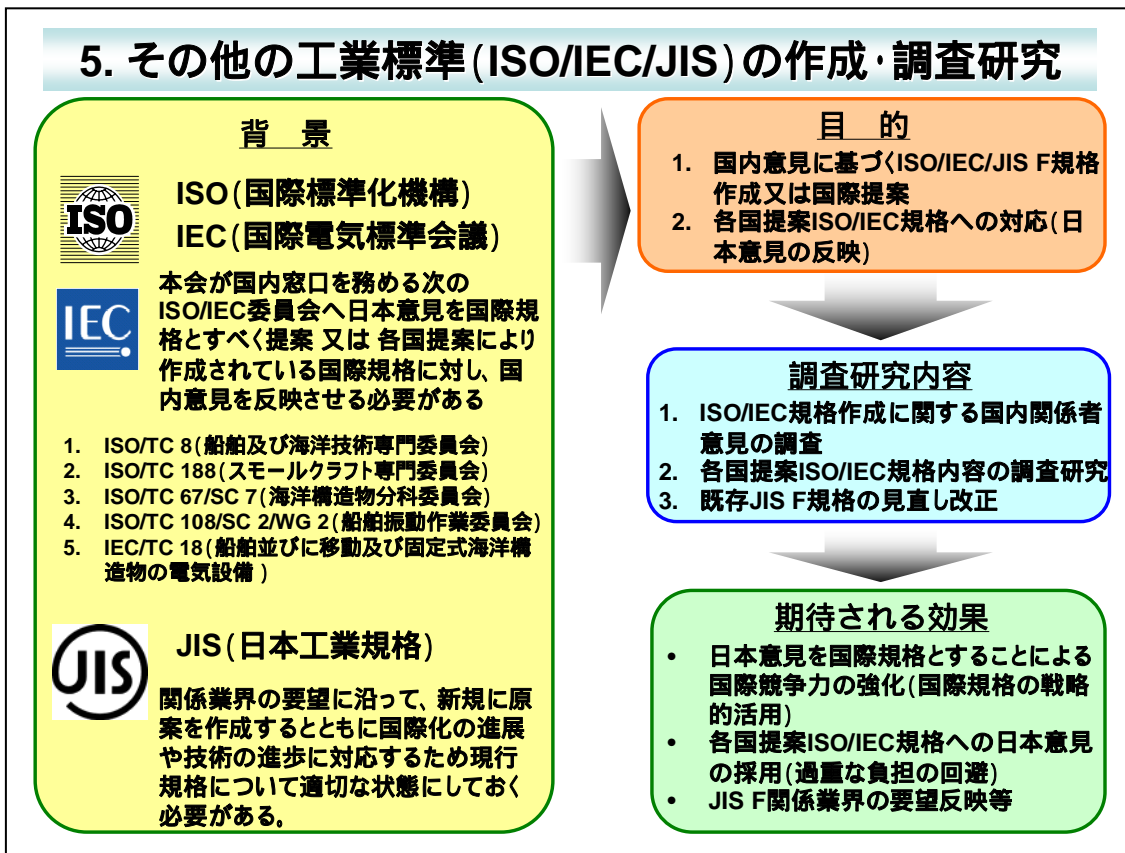 5. その他の工業標準(ISO/IEC/JIS)の作成・調査研究
背　景
ISO
ISO(国際標準化機構)
IEC(国際電気標準会議)
IEC
本会が国内窓口を務める次の
ISO/IEC委員会へ日本意見を国際規
格とすべく提案 又は 各国提案により
作成されている国際規格に対し、国
内意見を反映させる必要がある
1. ISO/TC 8(船舶及び海洋技術専門委員会)
2. ISO/TC 188(スモールクラフト専門委員会)
3. ISO/TC 67/SC 7(海洋構造物分科委員会)
4. ISO/TC 108/SC 2/WG 2(船舶振動作業委員会)
5. IEC/TC 18(船舶並びに移動及び固定式海洋構
造物の電気設備 )
JIS
JIS(日本工業規格)
関係業界の要望に沿って、新規に原
案を作成するとともに国際化の進展
や技術の進歩に対応するため現行
規格について適切な状態にしておく
必要がある。
目　的
1. 国内意見に基づくISO/IEC/JIS F規格
作成又は国際提案
2. 各国提案ISO/IEC規格への対応(日
本意見の反映)
調査研究内容
1. ISO/IEC規格作成に関する国内関係者
意見の調査
2. 各国提案ISO/IEC規格内容の調査研究
3. 既存JIS F規格の見直し改正
期待される効果
• 日本意見を国際規格とすることによる
国際競争力の強化(国際規格の戦略
的活用)
• 各国提案ISO/IEC規格への日本意見
の採用(過重な負担の回避)
• JIS F関係業界の要望反映等